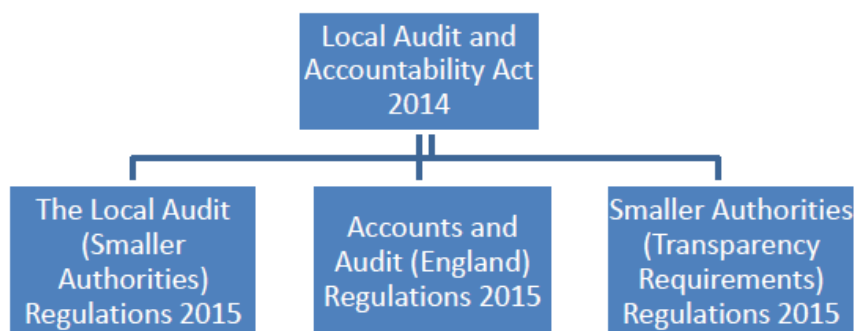 Local Audit and
Accountability Act
2014
The Local Audit
(Smaller
Authorities)
Regulations 2015
Accounts and
Audit (England)
Regulations 2015
Smaller Authorities
(Transparency
Requirements)
Regulations 2015